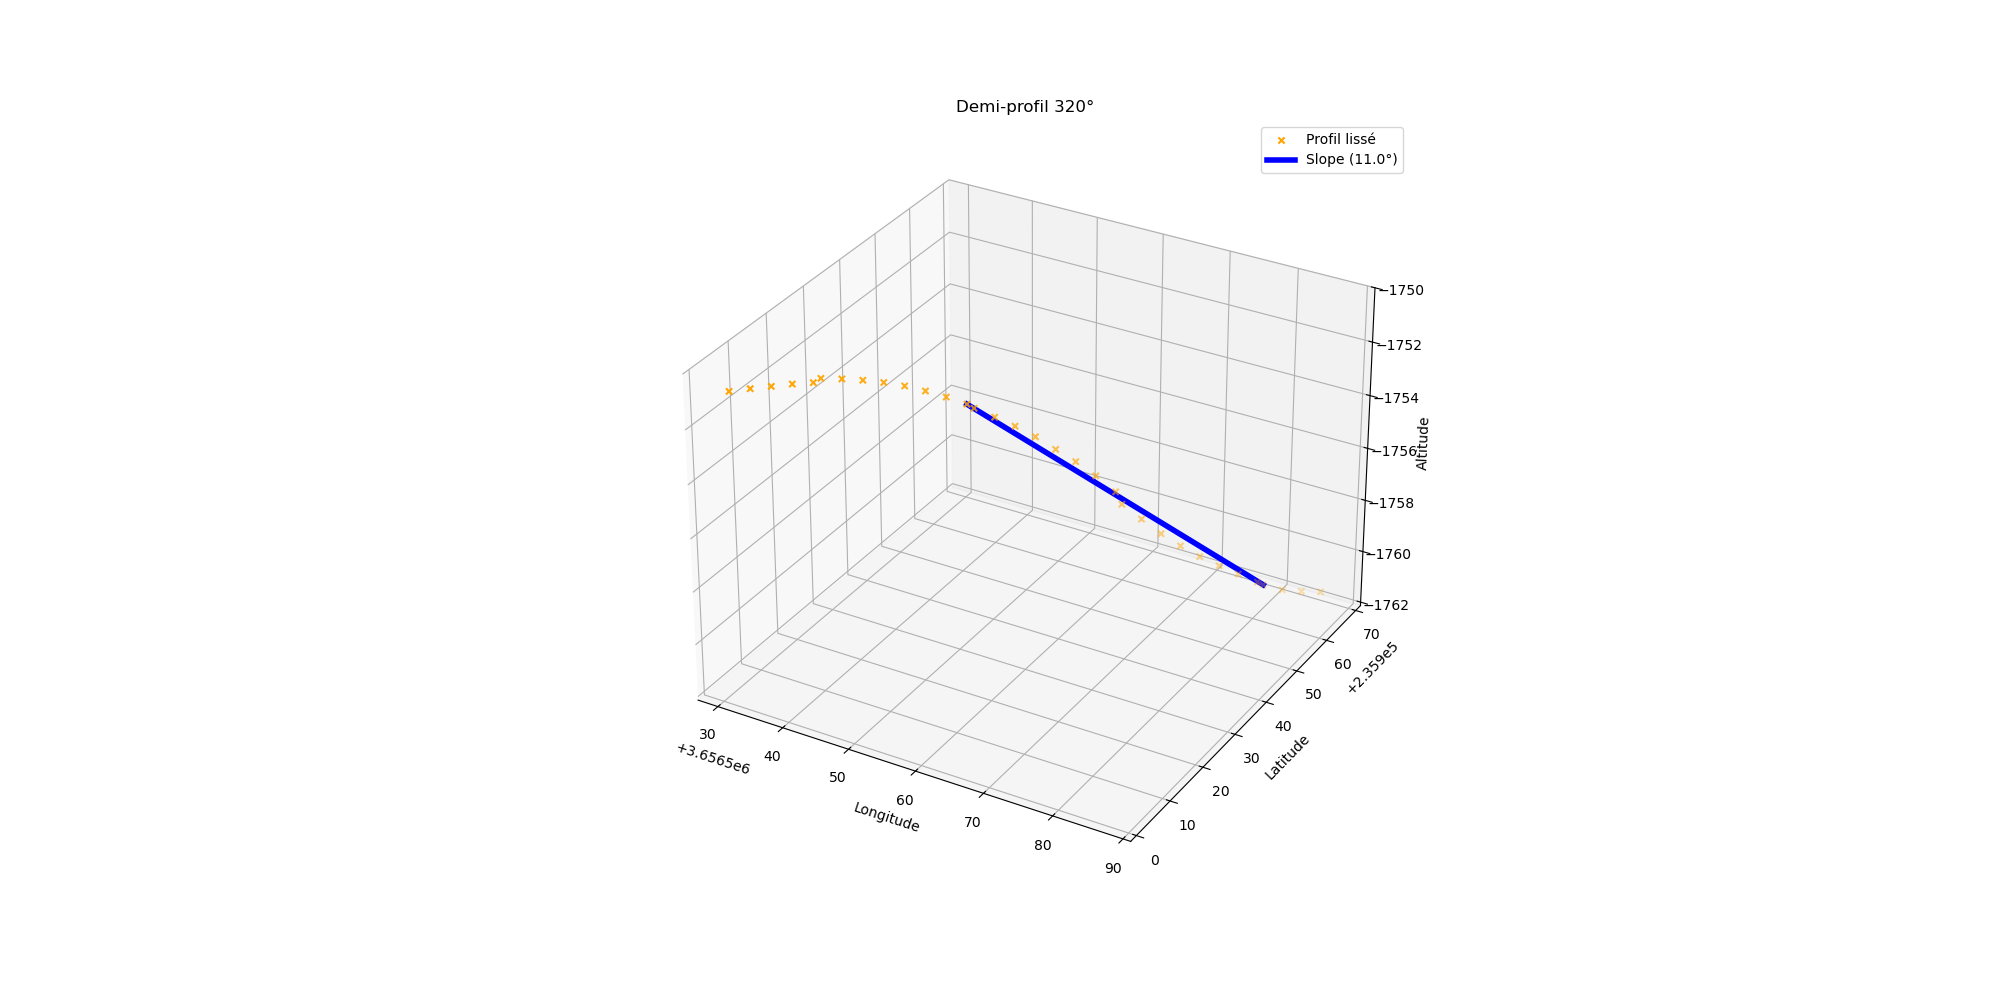 Demi-profil 320°
Profil lissé
Slope (11.0°)
−1750
−1752
−1754
−1756
−1758
−1760
−1762
Altitude
70
60
50
40
30
20
10
0
+2.359e5
Latitude
30
40
50
60
70
80
90
+3.6565e6
Longitude